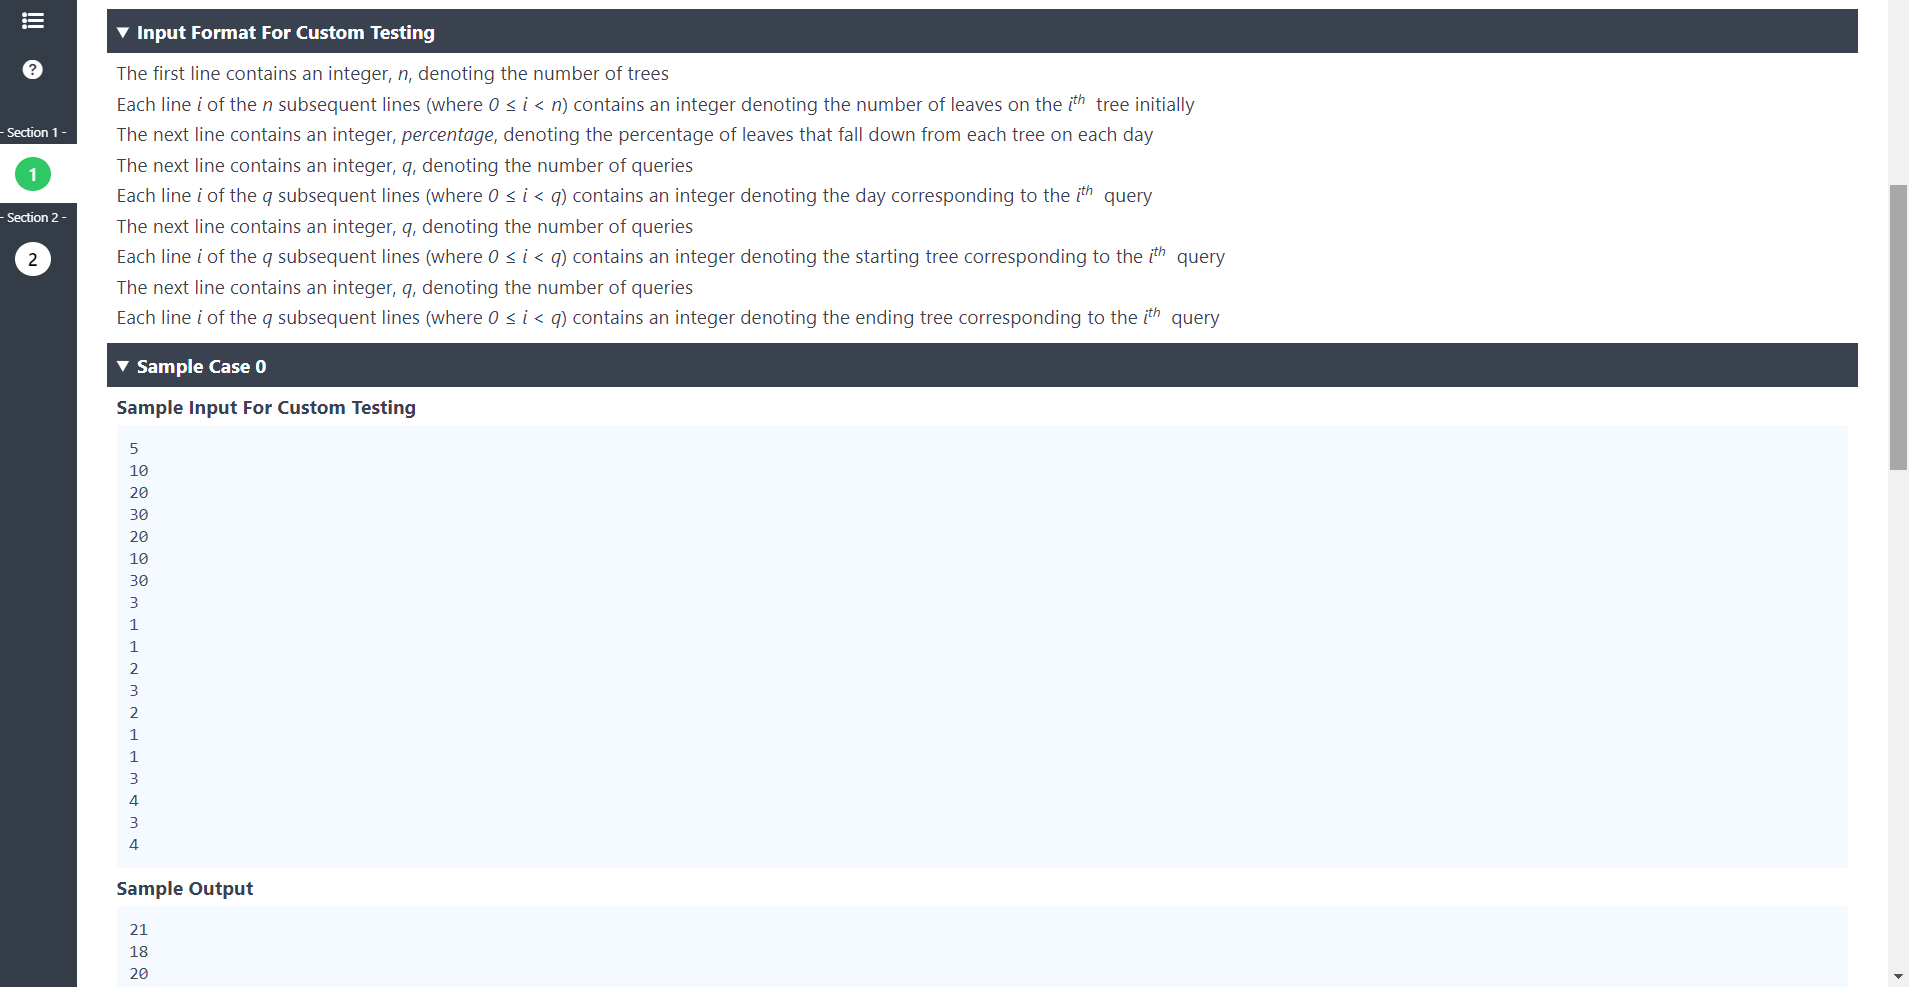 Input Format For Custom Testing
The first line contains an integer, n, denoting the number of trees
Each line i of the n subsequent lines (where 0 ≤ i < n) contains an integer denoting the number of leaves on the ith tree initially
The next line contains an integer, percentage, denoting the percentage of leaves that fall down from each tree on each day
The next line contains an integer, q, denoting the number of queries
Each line i of the q subsequent lines (where 0 ≤ i < q) contains an integer denoting the day corresponding to the ith query
The next line contains an integer, q, denoting the number of queries
Each line i of the q subsequent lines (where 0 ≤ i < q) contains an integer denoting the starting tree corresponding to the ith query
The next line contains an integer, q, denoting the number of queries
Each line i of the q subsequent lines (where 0 ≤ i < q) contains an integer denoting the ending tree corresponding to the ith query
Sample Case 0
Sample Input For Custom Testing
5
10
20
30
20
10
30
3
1
1
2
3
2
1
1
3
4
3
4
Sample Output
21
18
20
?
- Section 1 -
1
- Section 2 -
2